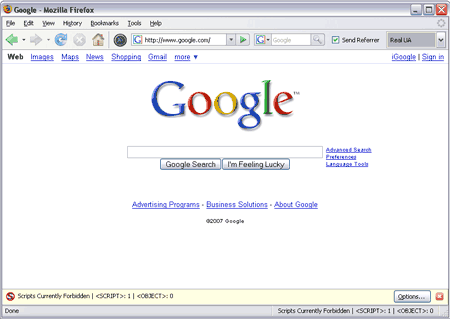 Google - Mozilla Firefox
File Edit View History Bookmarks Tools Help
http://www.google.com/ Google Send Referrer Real UA
Web Images Maps News Shopping Gmail more ▼ iGoogle | Sign in
Google™
Advanced Search
Preferences
Language Tools
Google Search I'm Feeling Lucky
Advertising Programs - Business Solutions - About Google
©2007 Google
Scripts Currently Forbidden | <SCRIPT>: 1 | <OBJECT>: 0 Options...
Done Scripts Currently Forbidden | <SCRIPT>: 1 | <OBJECT>: 0